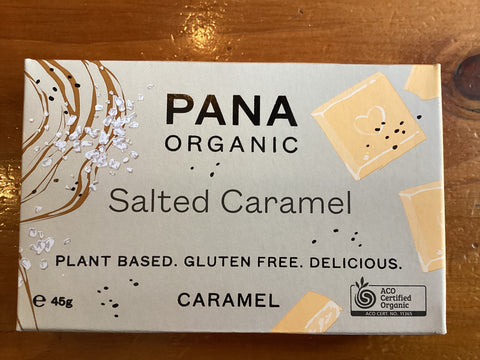 PANA
ORGANIC
Salted Caramel
PLANT BASED. GLUTEN FREE. DELICIOUS.
e 45g
CARAMEL
ACO
Certified
Organic
ACO CERT. NO. 11365